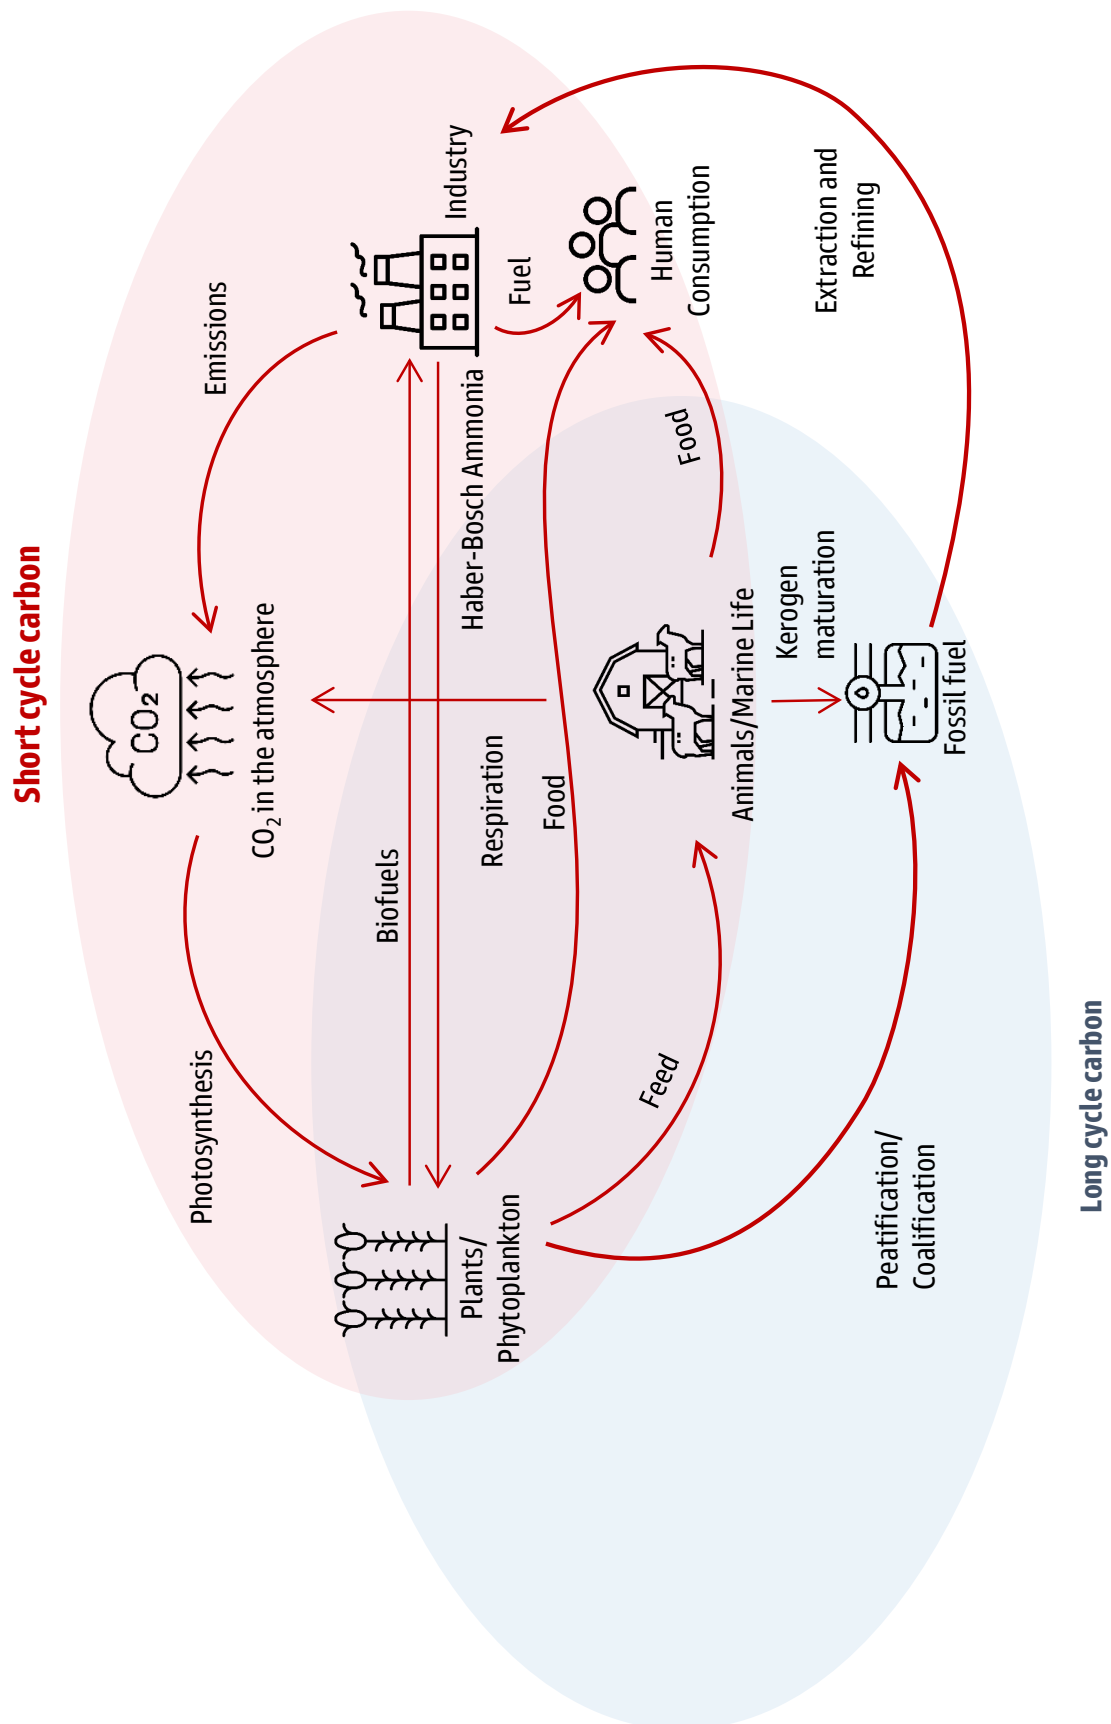 Short cycle carbon
CO₂
CO₂ in the atmosphere
Photosynthesis
Emissions
Biofuels
Haber-Bosch Ammonia
Industry
Plants/
Phytoplankton
Respiration
Fuel
Food
Human
Consumption
Feed
Food
Animals/Marine Life
Kerogen
maturation
Extraction and
Refining
Peatification/
Coalification
Fossil fuel
Long cycle carbon